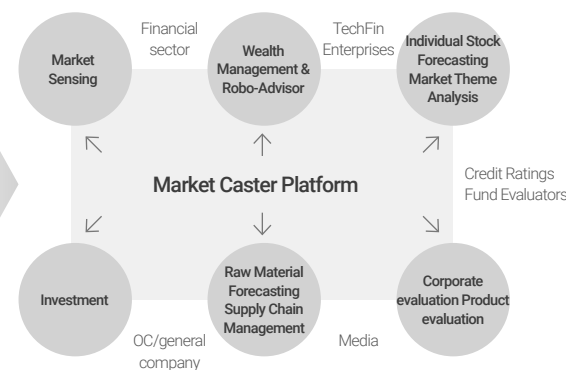 Financial
sector
TechFin
Enterprises
Market
Sensing
Wealth
Management &
Robo-Advisor
Individual Stock
Forecasting
Market Theme
Analysis
Market Caster Platform
Credit Ratings
Fund Evaluators
Investment
Raw Material
Forecasting
Supply Chain
Management
Corporate
evaluation Product
evaluation
OC/general
company
Media